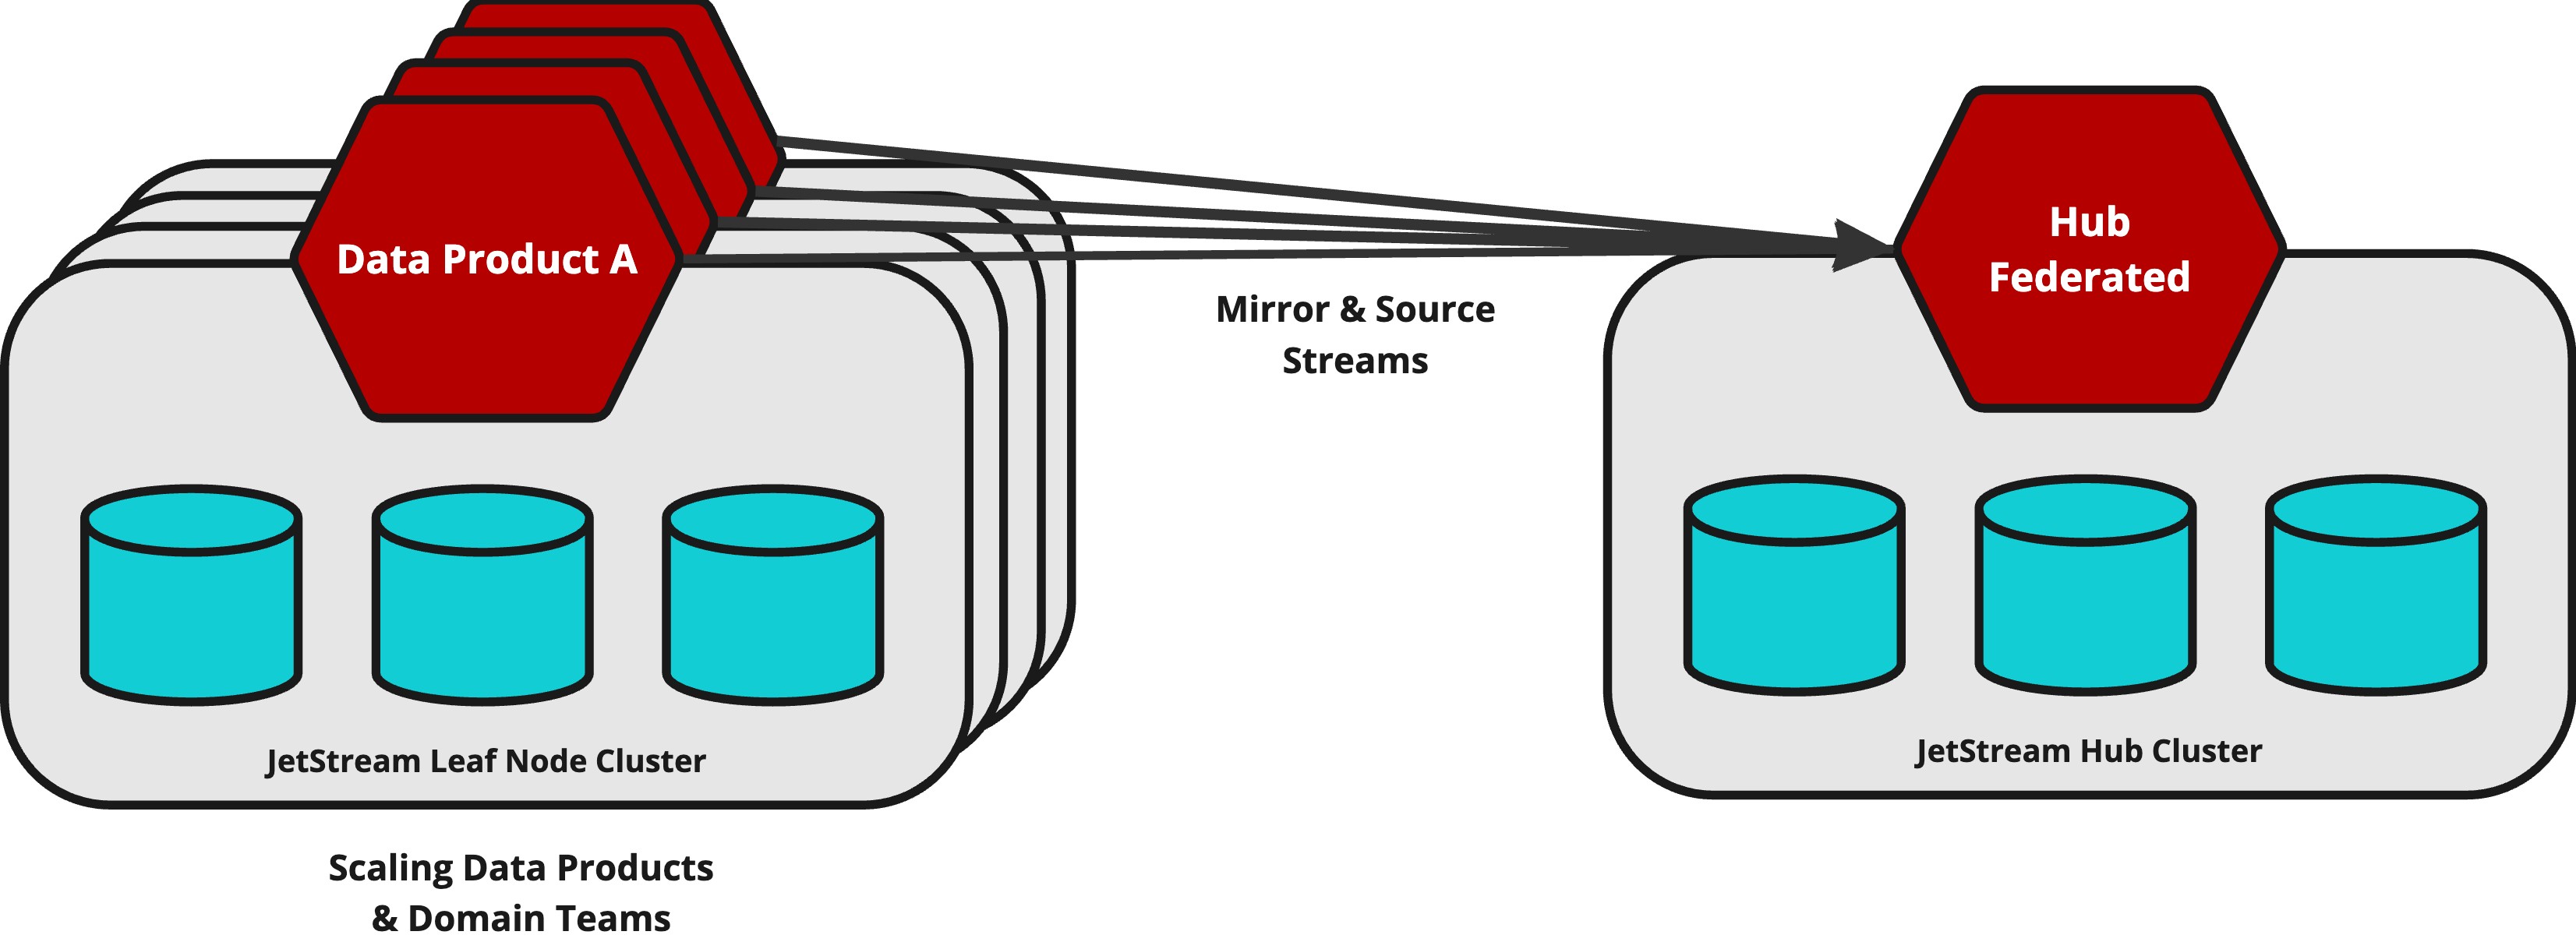 Data Product A
Hub
Federated
Mirror & Source
Streams
JetStream Leaf Node Cluster
JetStream Hub Cluster
Scaling Data Products
& Domain Teams